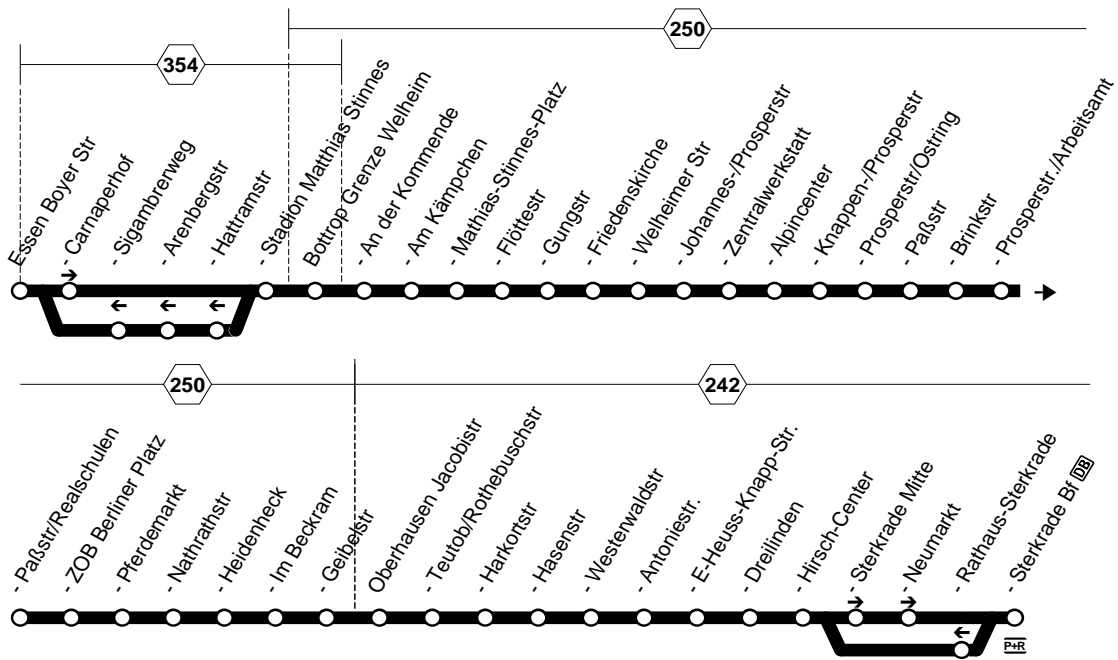 250
354
Essen Boyer Str
- Carnaperhof
- Sigambrerweg
- Arenbergstr
- Hattramstr
- Stadion Matthias Stinnes
Bottrop Grenze Welheim
- An der Kommende
- Am Kämpchen
- Mathias-Stinnes-Platz
- Flöttestr
- Gungstr
- Friedenskirche
- Welheimer Str
- Johannes-/Prosperstr
- Zentralwerkstatt
- Alpincenter
- Knappen-/Prosperstr
- Prosperstr/Ostring
- Paßstr
- Brinkstr
- Prosperstr./Arbeitsamt
250
242
- Paßstr/Realschulen
- ZOB Berliner Platz
- Pferdemarkt
- Nathrathstr
- Heidenheck
- Im Beckram
- Geibelstr
Oberhausen Jacobistr
- Teutob/Rothebuschstr
- Harkortstr
- Hasenstr
- Westerwaldstr
- Antoniestr.
- E-Heuss-Knapp-Str.
- Dreilinden
- Hirsch-Center
- Sterkrade Mitte
- Neumarkt
- Rathaus-Sterkrade
- Sterkrade Bf DB
P+R